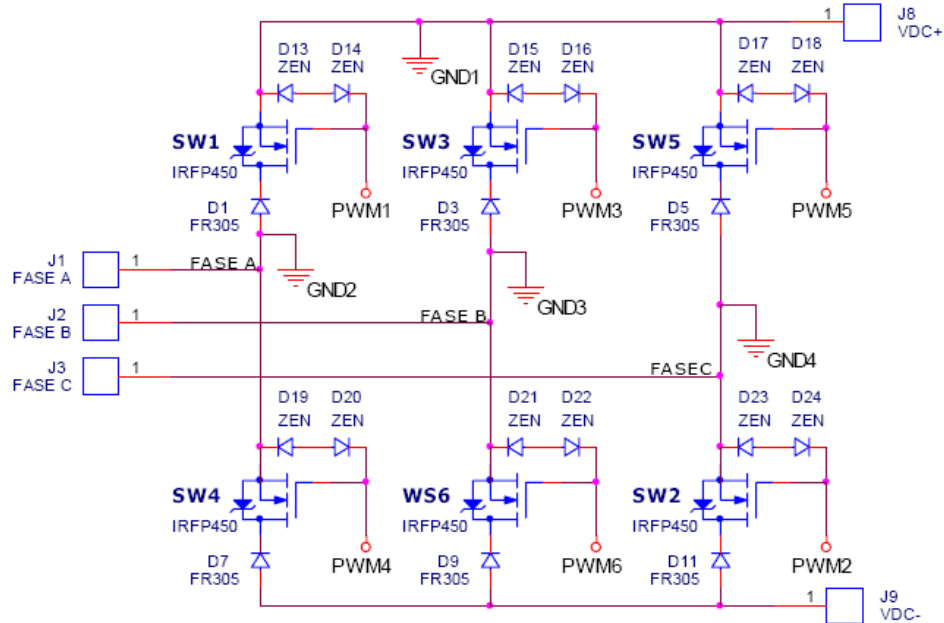 1
J8
VDC+
D13 D14
ZEN ZEN
D15 D16
ZEN ZEN
D17 D18
ZEN ZEN
GND1
SW1
IRFP450
SW3
IRFP450
SW5
IRFP450
D1
FR305
PWM1
D3
FR305
PWM3
D5
FR305
PWM5
J1
FASE A
1
FASE A
GND2
J2
FASE B
1
FASE B
GND3
J3
FASE C
1
FASEC
GND4
D19 D20
ZEN ZEN
D21 D22
ZEN ZEN
D23 D24
ZEN ZEN
SW4
IRFP450
WS6
IRFP450
SW2
IRFP450
D7
FR305
PWM4
D9
FR305
PWM6
D11
FR305
PWM2
1
J9
VDC-